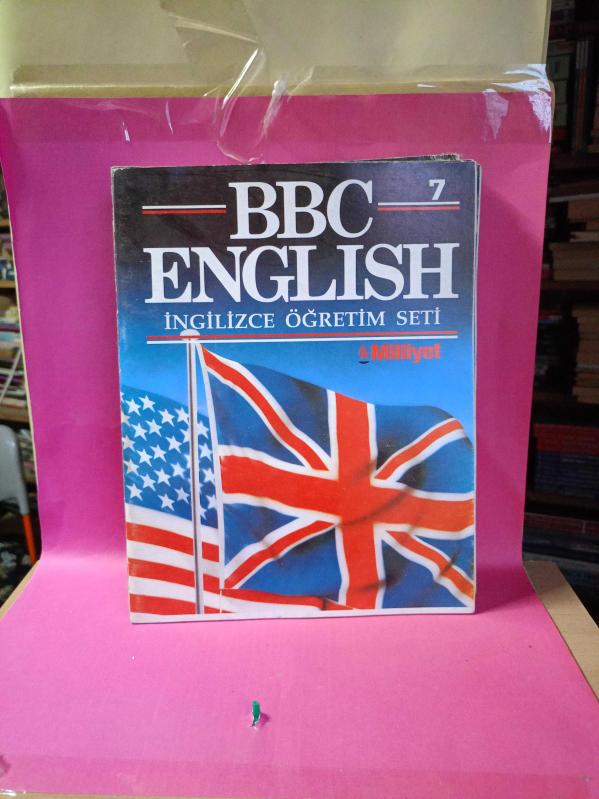 7
BBC
ENGLISH
İNGİLİZCE ÖĞRETİM SETİ
Milliyet